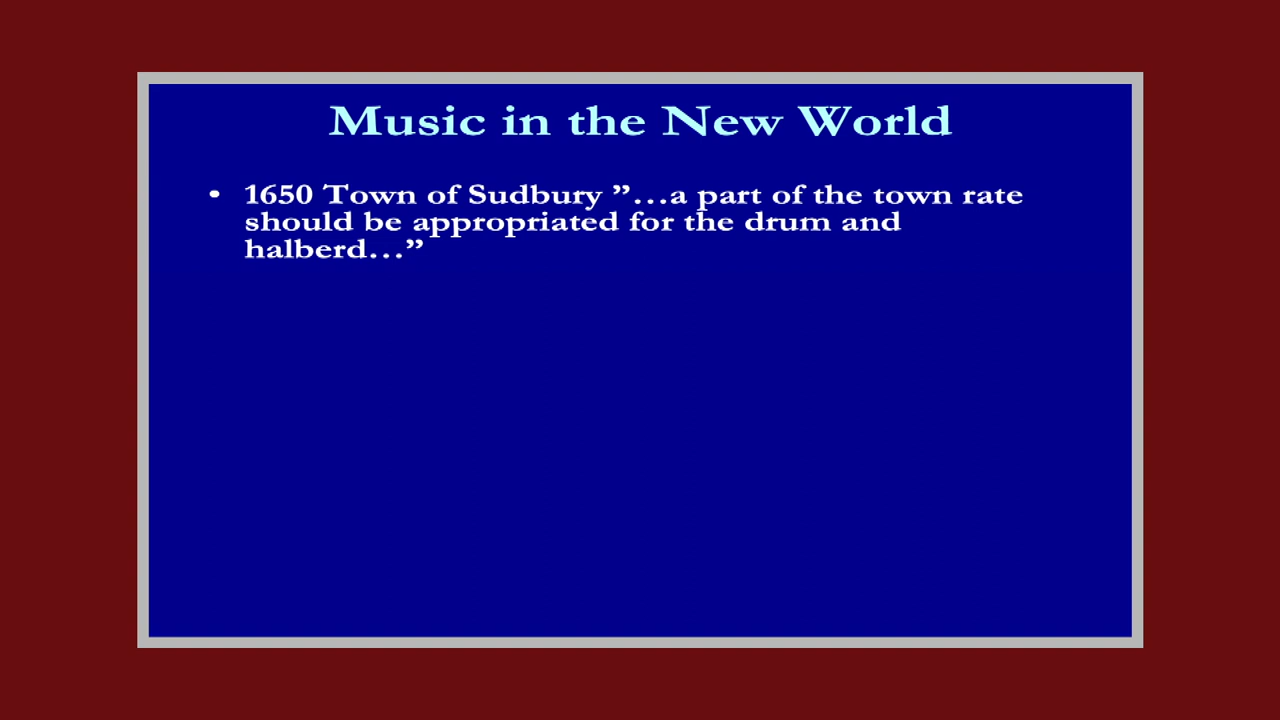 Music in the New World
• 1650 Town of Sudbury ”…a part of the town rate
should be appropriated for the drum and
halberd…”